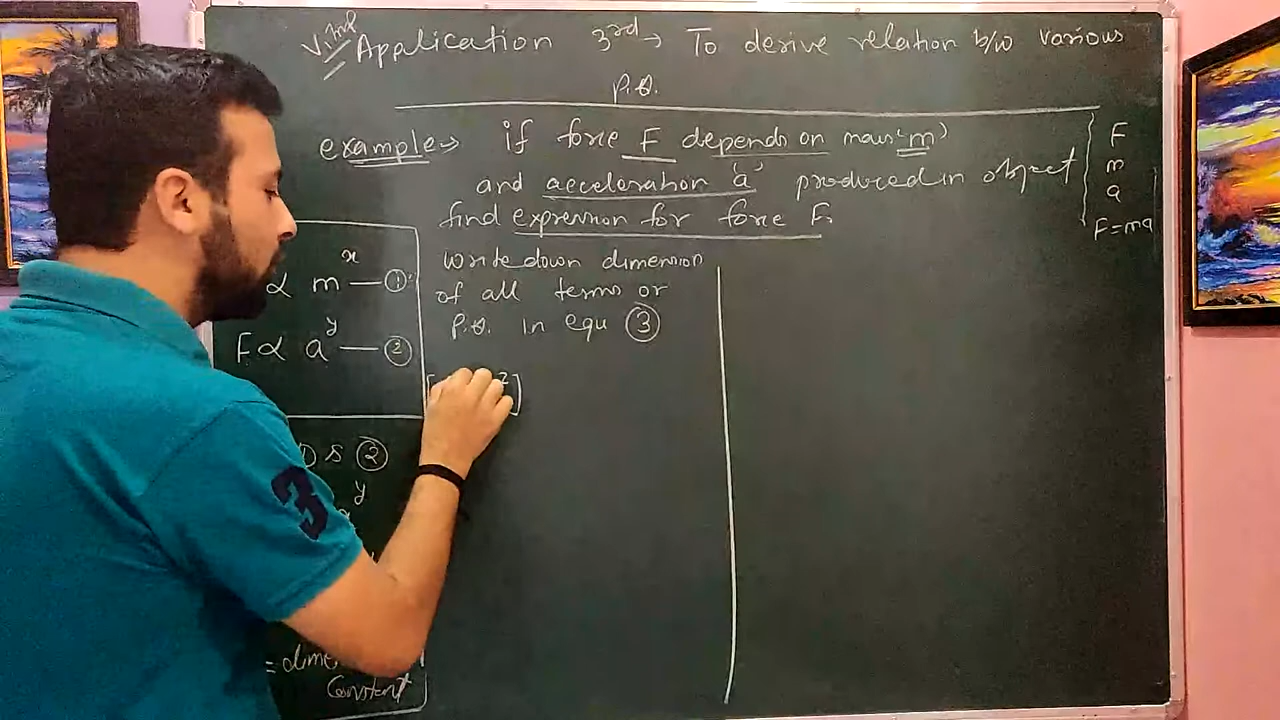 V.Imp
Application 3rd → To derive relation b/w various
P.Q.
example→ if force F depends on mass 'm'
and acceleration 'a' produced in object
find expression for force F.
F
m
a
F=ma
∝ m^x — ①
F ∝ a^y — ②
& ②
y
= dime
Constant
Write down dimension
of all terms or
P.Q. in equ ③
[ 2]
3